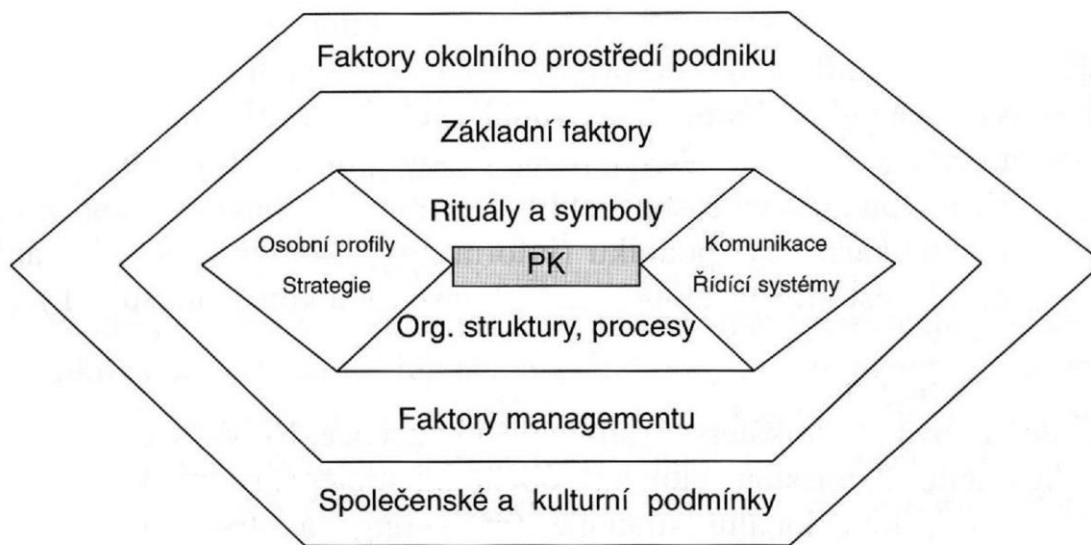 Faktory okolního prostředí podniku
Základní faktory
Rituály a symboly
Osobní profily
Strategie
PK
Komunikace
Řídící systémy
Org. struktury, procesy
Faktory managementu
Společenské a kulturní podmínky